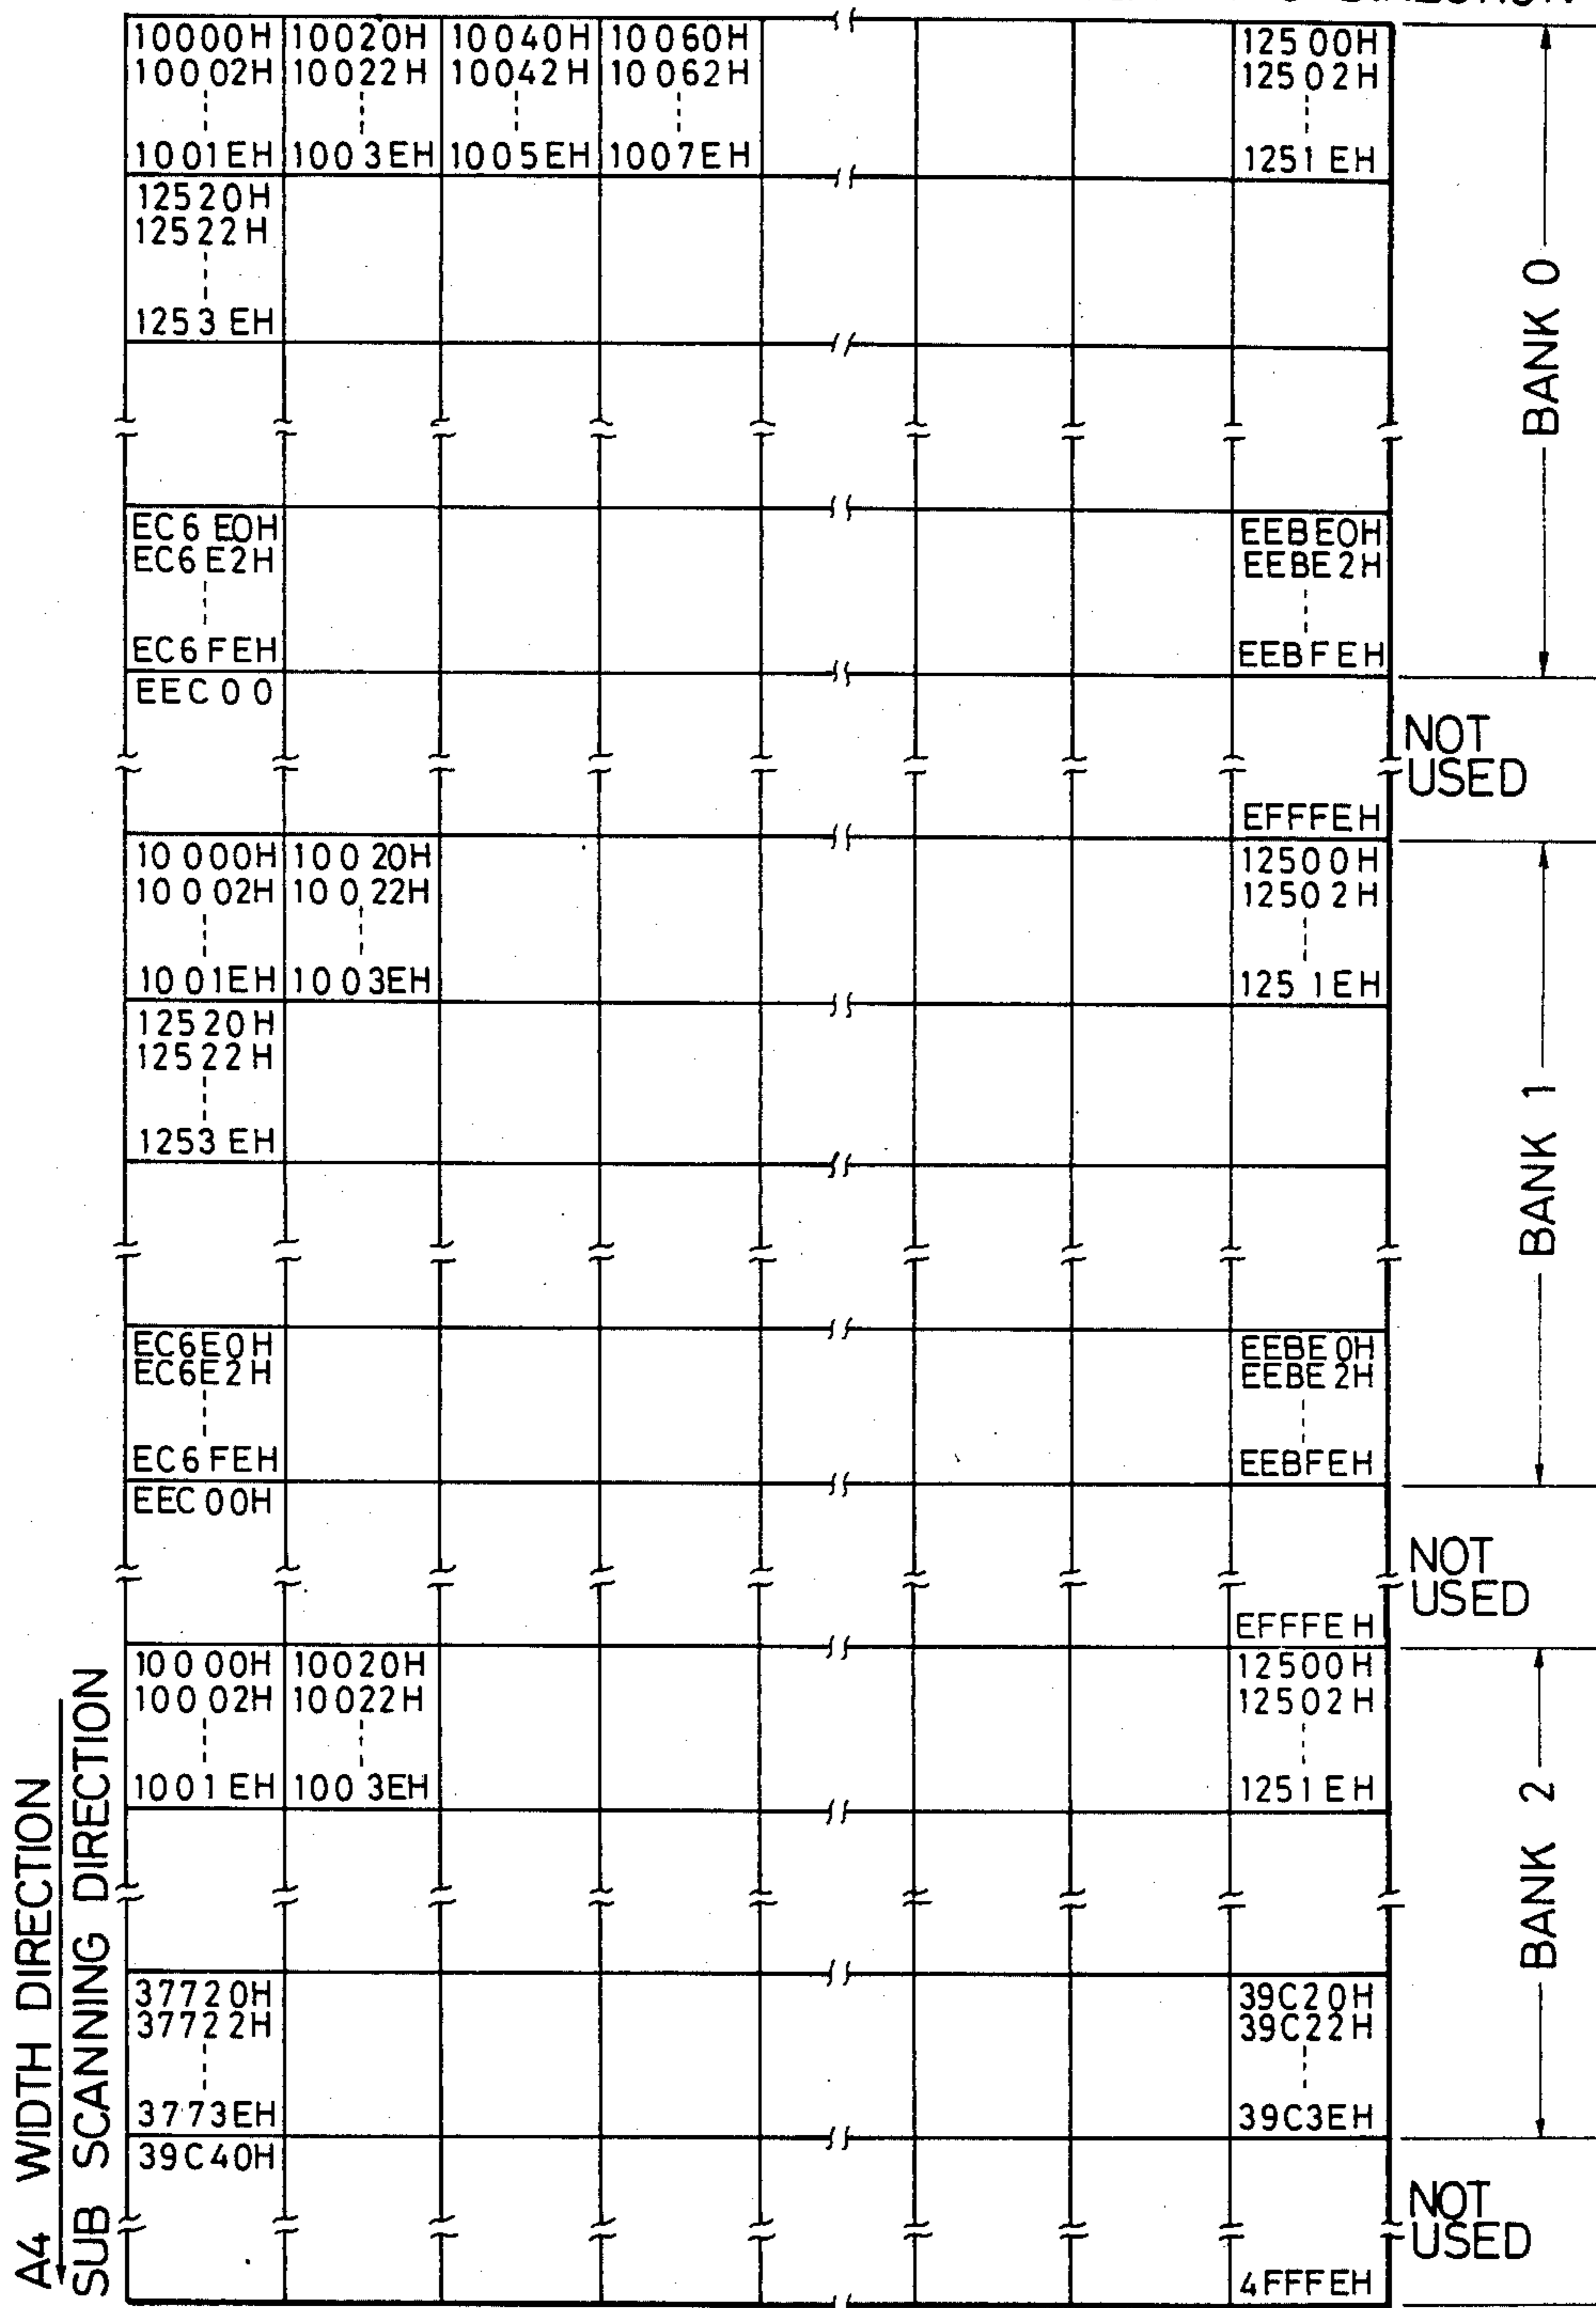 DIRECTION
10000H 10020H 10040H 10060H 12500H
10002H 10022H 10042H 10062H 12502H
1001EH 1003EH 1005EH 1007EH 1251EH
12520H
12522H
1253EH
BANK 0
EC6E0H EEBE0H
EC6E2H EEBE2H
EC6FEH EEBFEH
EEC00
NOT
USED
EFFFEH
10000H 10020H 12500H
10002H 10022H 12502H
1001EH 1003EH 1251EH
12520H
12522H
1253EH
BANK 1
EC6E0H EEBE0H
EC6E2H EEBE2H
EC6FEH EEBFEH
EEC00H
NOT
USED
EFFFEH
10000H 10020H 12500H
10002H 10022H 12502H
1001EH 1003EH 1251EH
BANK 2
37720H 39C20H
37722H 39C22H
3773EH 39C3EH
39C40H
NOT
USED
4FFFEH
A4 WIDTH DIRECTION
SUB SCANNING DIRECTION